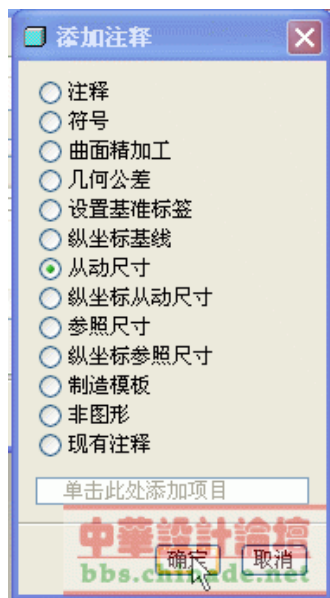 添加注释
注释
符号
曲面精加工
几何公差
设置基准标签
纵坐标基线
从动尺寸
纵坐标从动尺寸
参照尺寸
纵坐标参照尺寸
制造模板
非图形
现有注释
单击此处添加项目
中華設計論壇
确定 取消